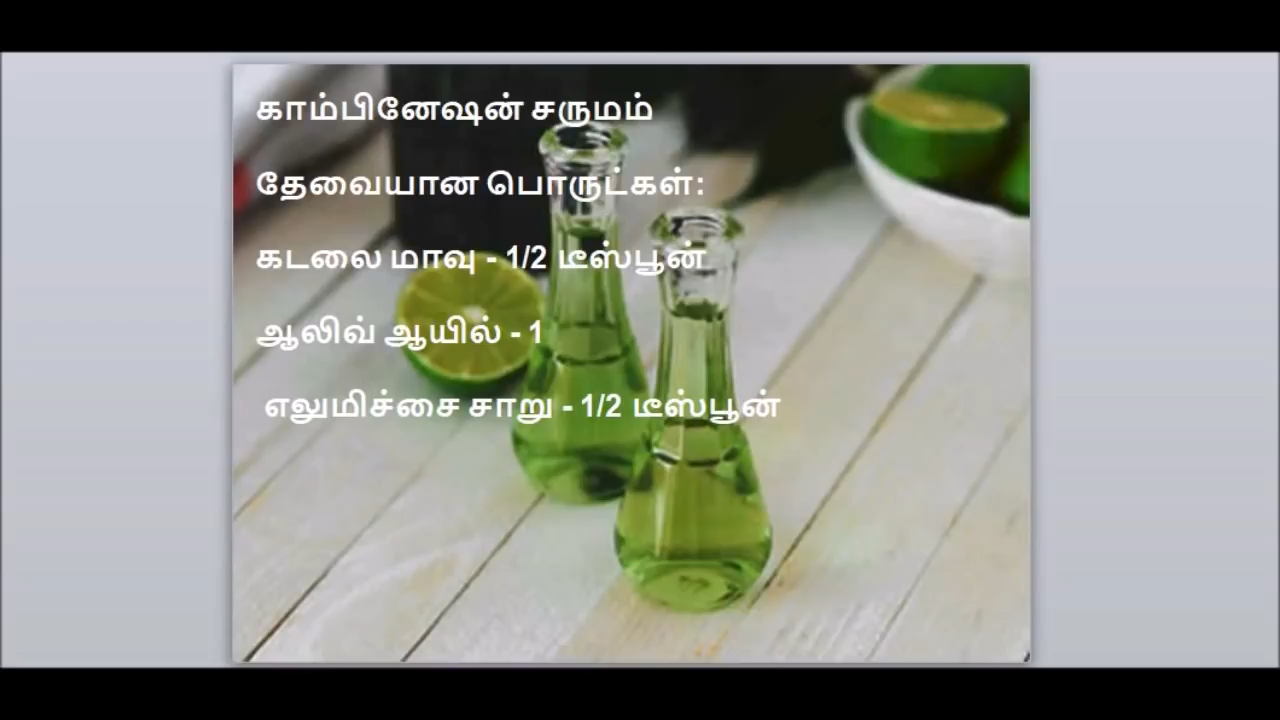 காம்பினேஷன் சருமம்
தேவையான பொருட்கள்:
கடலை மாவு - 1/2 டீஸ்பூன்
ஆலிவ் ஆயில் - 1
எலுமிச்சை சாறு - 1/2 டீஸ்பூன்